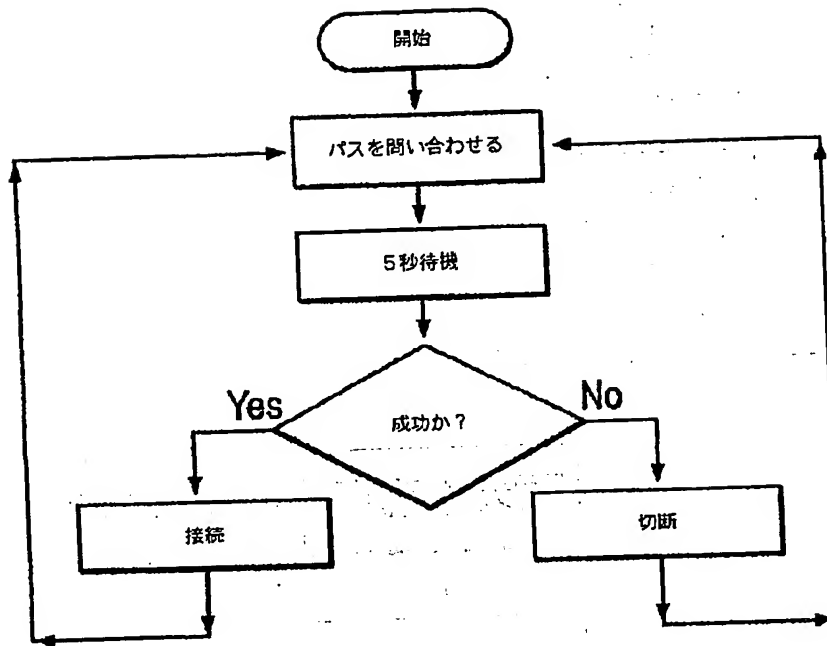 開始
パスを問い合わせる
5秒待機
成功か?
Yes
No
接続
切断